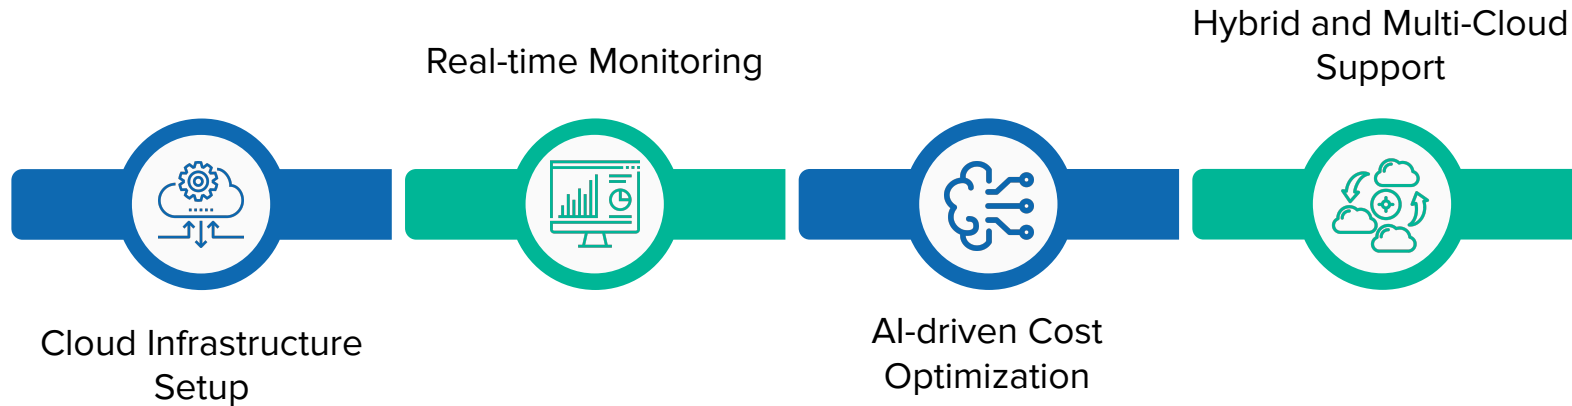 Cloud Infrastructure
Setup
Real-time Monitoring
AI-driven Cost
Optimization
Hybrid and Multi-Cloud
Support